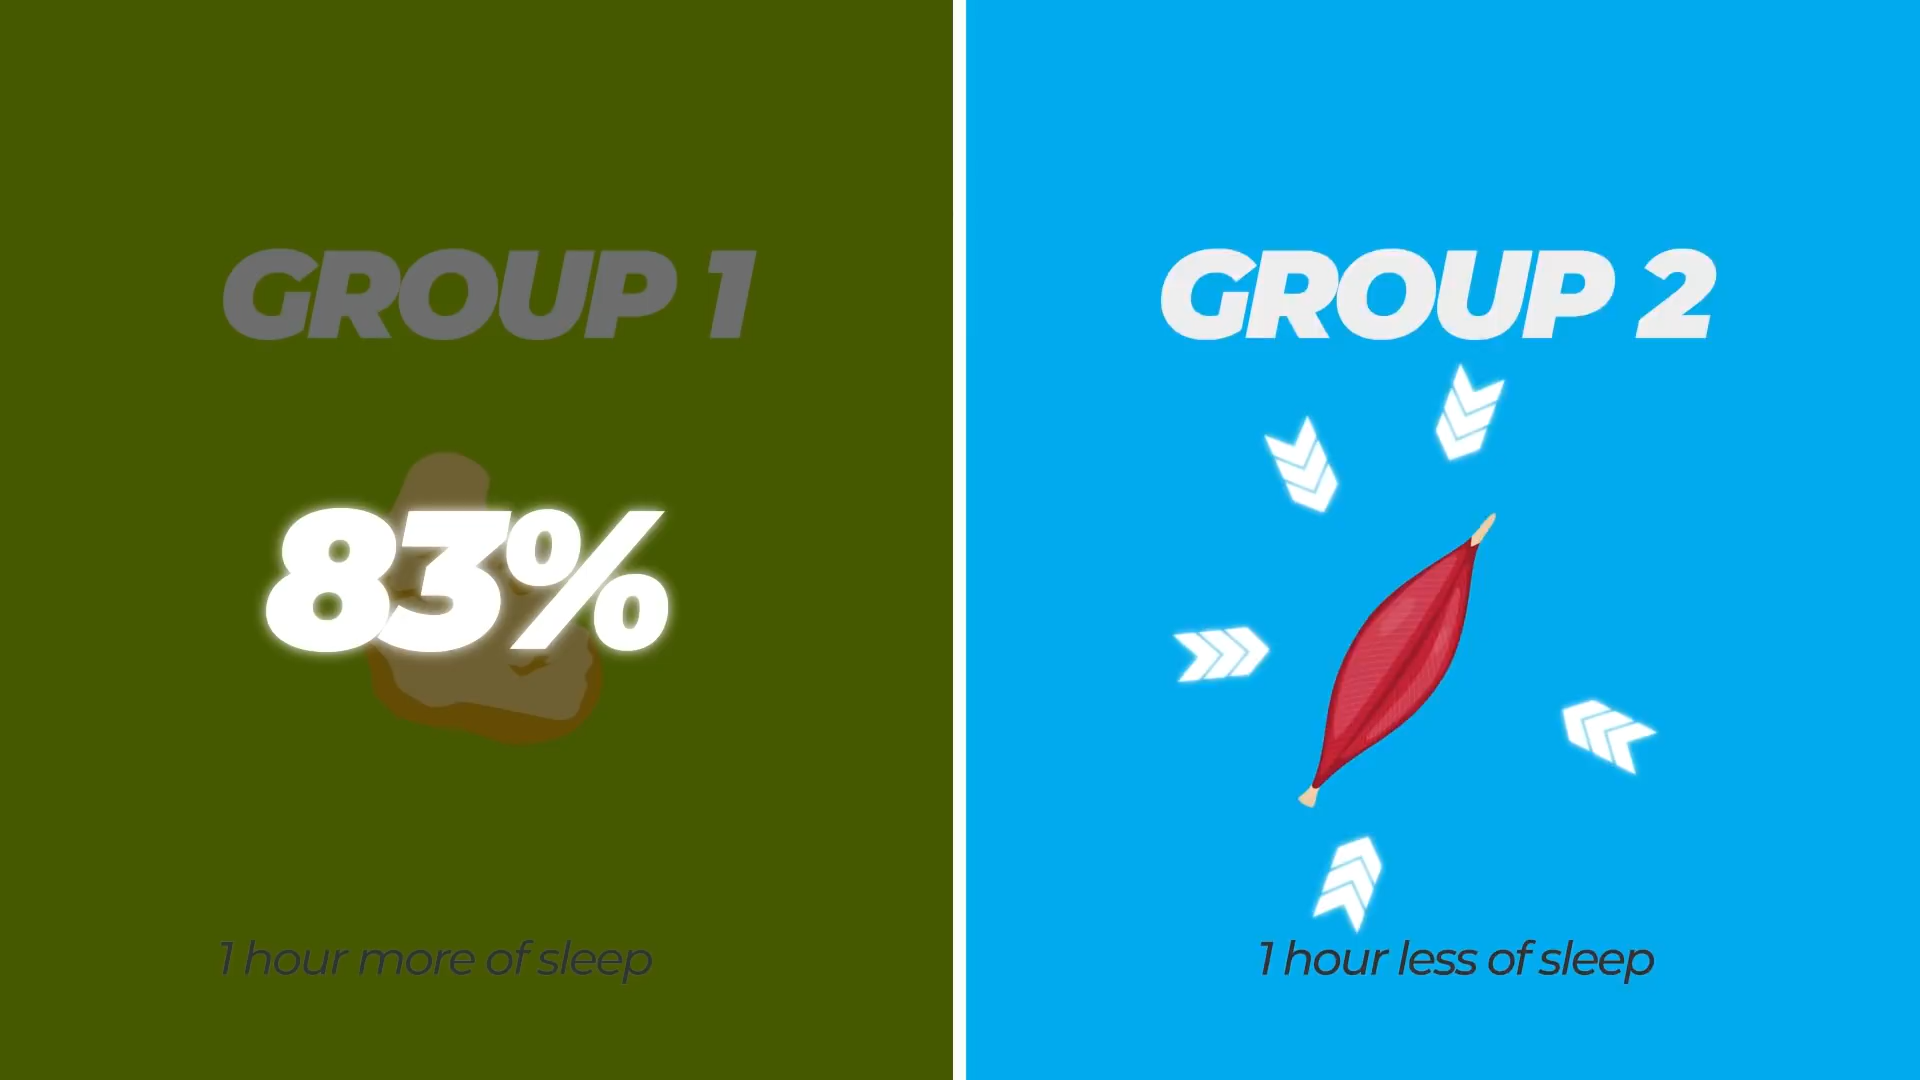 GROUP 1
83%
1 hour more of sleep
GROUP 2
1 hour less of sleep